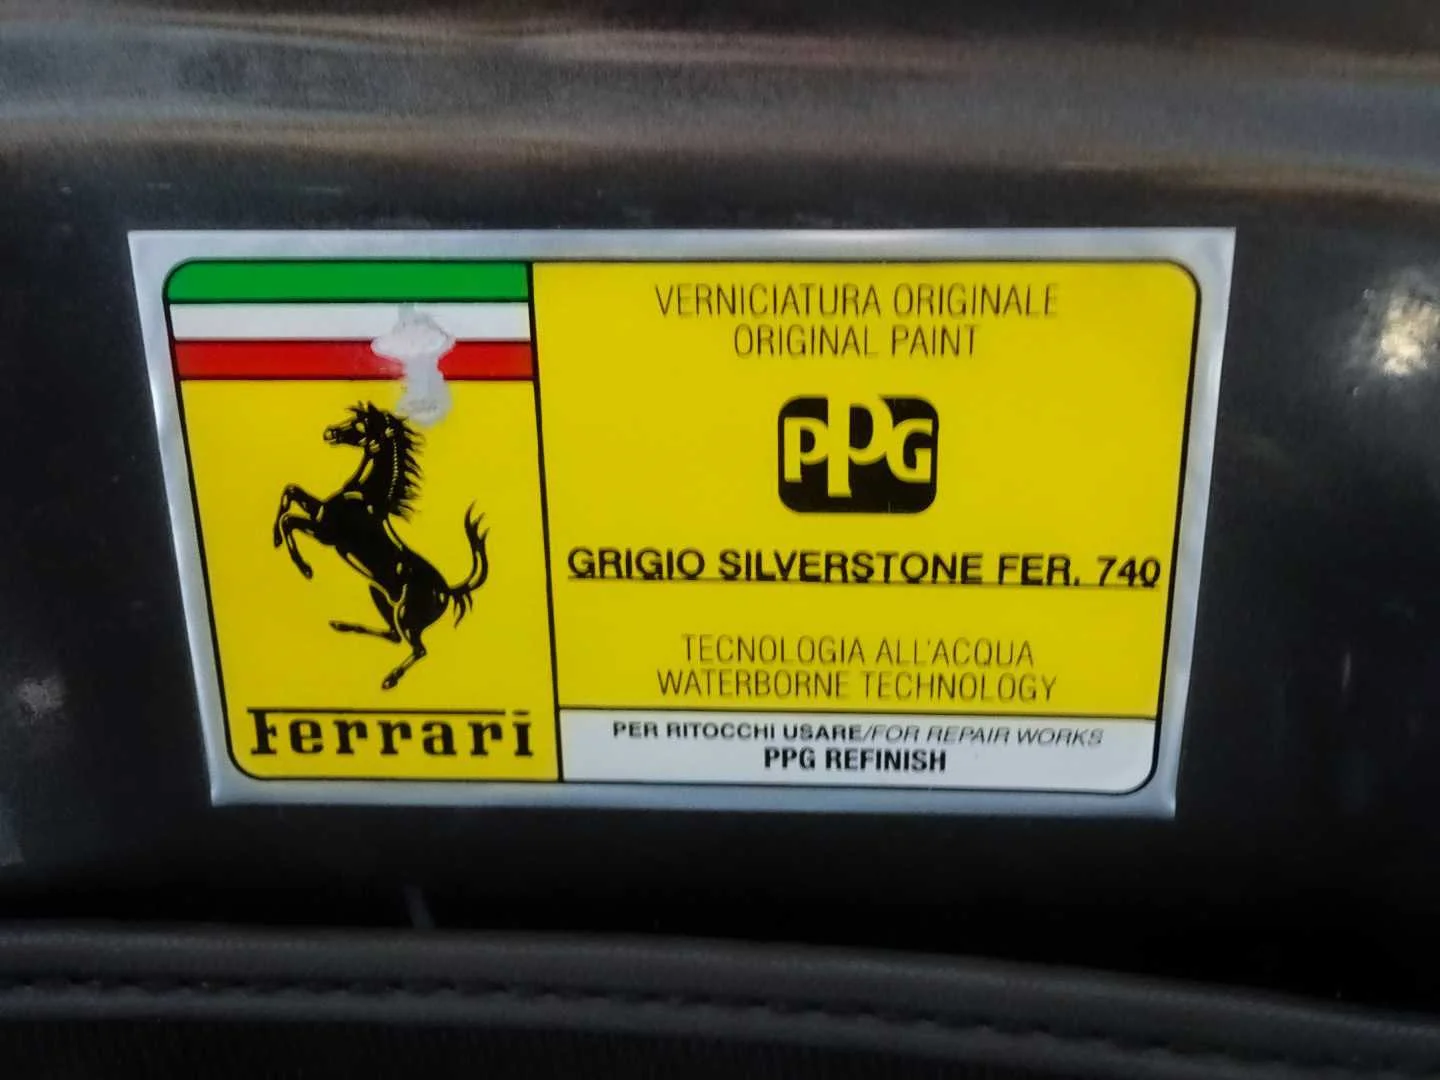 VERNICIATURA ORIGINALE
ORIGINAL PAINT
PPG
GRIGIO SILVERSTONE FER. 740
TECNOLOGIA ALL'ACQUA
WATERBORNE TECHNOLOGY
PER RITOCCHI USARE/FOR REPAIR WORKS
PPG REFINISH
Ferrari